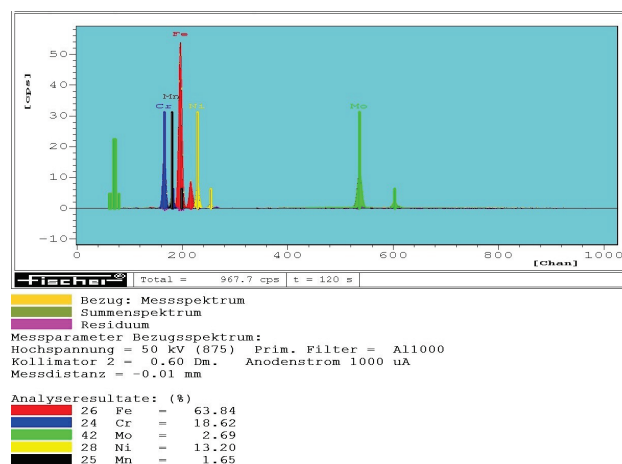 Fe
50
Mn
40
Cr
Mo
30
20
10
0
-10
[cps]
0
200
400
600
800
1000
[Chan]
Fischer
Total = 967.7 cps
t = 120 s
Bezug: Messspektrum
Summenspektrum
Residuum
Messparameter Bezugsspektrum:
Hochspannung = 50 kV (875) Prim. Filter = Al1000
Kollimator 2 = 0.60 Dm. Anodenstrom 1000 uA
Messdistanz = -0.01 mm
Analyseresultate: (%)
26 Fe = 63.84
24 Cr = 18.62
42 Mo = 2.69
28 Ni = 13.20
25 Mn = 1.65